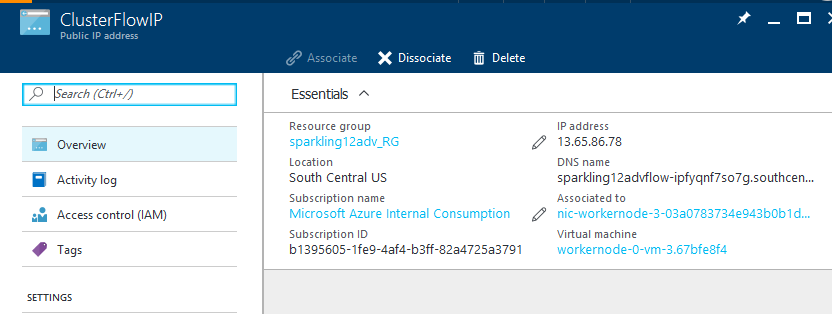 ClusterFlowIP
Public IP address
Associate Dissociate Delete
Search (Ctrl+/)
Overview
Activity log
Access control (IAM)
Tags
SETTINGS
Essentials
Resource group
sparkling12adv_RG
Location
South Central US
Subscription name
Microsoft Azure Internal Consumption
Subscription ID
b1395605-1fe9-4af4-b3ff-82a4725a3791
IP address
13.65.86.78
DNS name
sparkling12advflow-ipfyqnf7so7g.southcen...
Associated to
nic-workernode-3-03a0783734e943b0b1d...
Virtual machine
workernode-0-vm-3.67bfe8f4